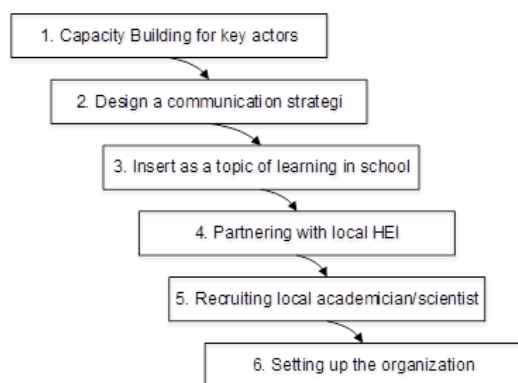 1. Capacity Building for key actors
2. Design a communication strategi
3. Insert as a topic of learning in school
4. Partnering with local HEI
5. Recruiting local academician/scientist
6. Setting up the organization